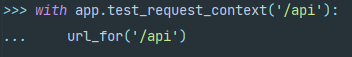 >>> with app.test_request_context('/api'):
...     url_for('/api')